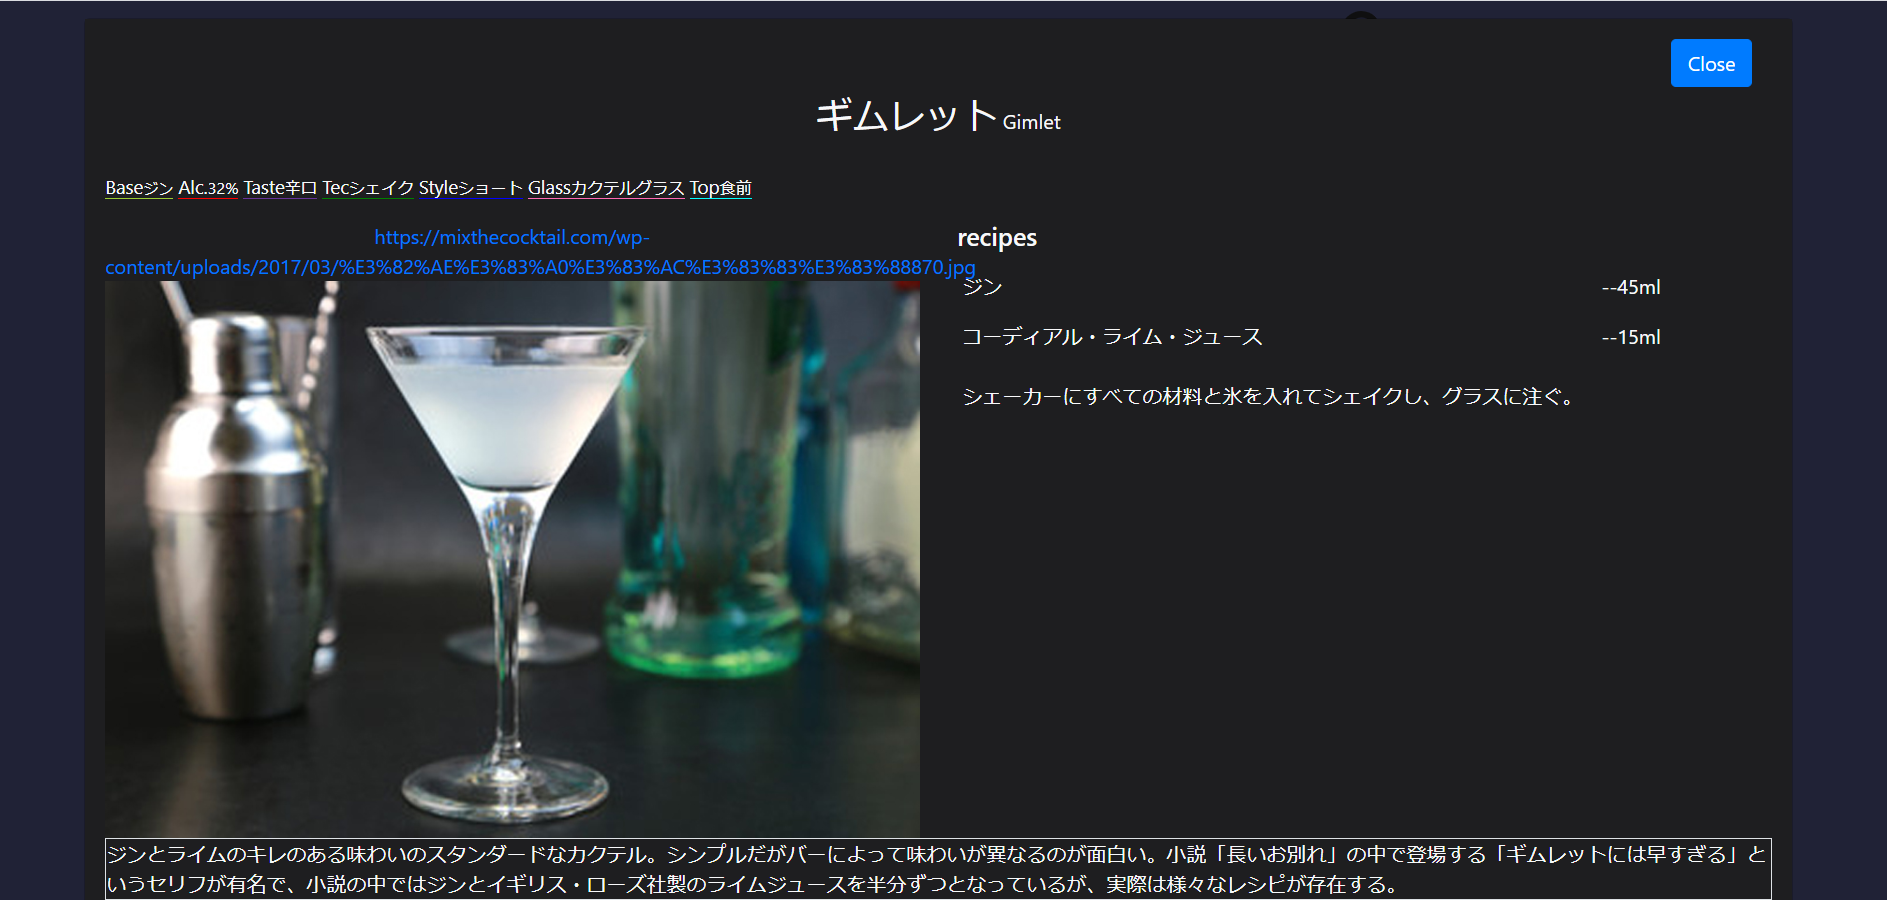 Close
ギムレット Gimlet
Baseジン Alc.32% Taste辛口 Tecシェイク Styleショート Glassカクテルグラス Top食前
https://mixthecocktail.com/wp-
content/uploads/2017/03/%E3%82%AE%E3%83%A0%E3%83%AC%E3%83%83%E3%83%88870.jpg
recipes
ジン --45ml
コーディアル・ライム・ジュース --15ml
シェーカーにすべての材料と氷を入れてシェイクし、グラスに注ぐ。
ジンとライムのキレのある味わいのスタンダードなカクテル。シンプルだがバーによって味わいが異なるのが面白い。小説「長いお別れ」の中で登場する「ギムレットには早すぎる」と
いうセリフが有名で、小説の中ではジンとイギリス・ローズ社製のライムジュースを半分ずつとなっているが、実際は様々なレシピが存在する。